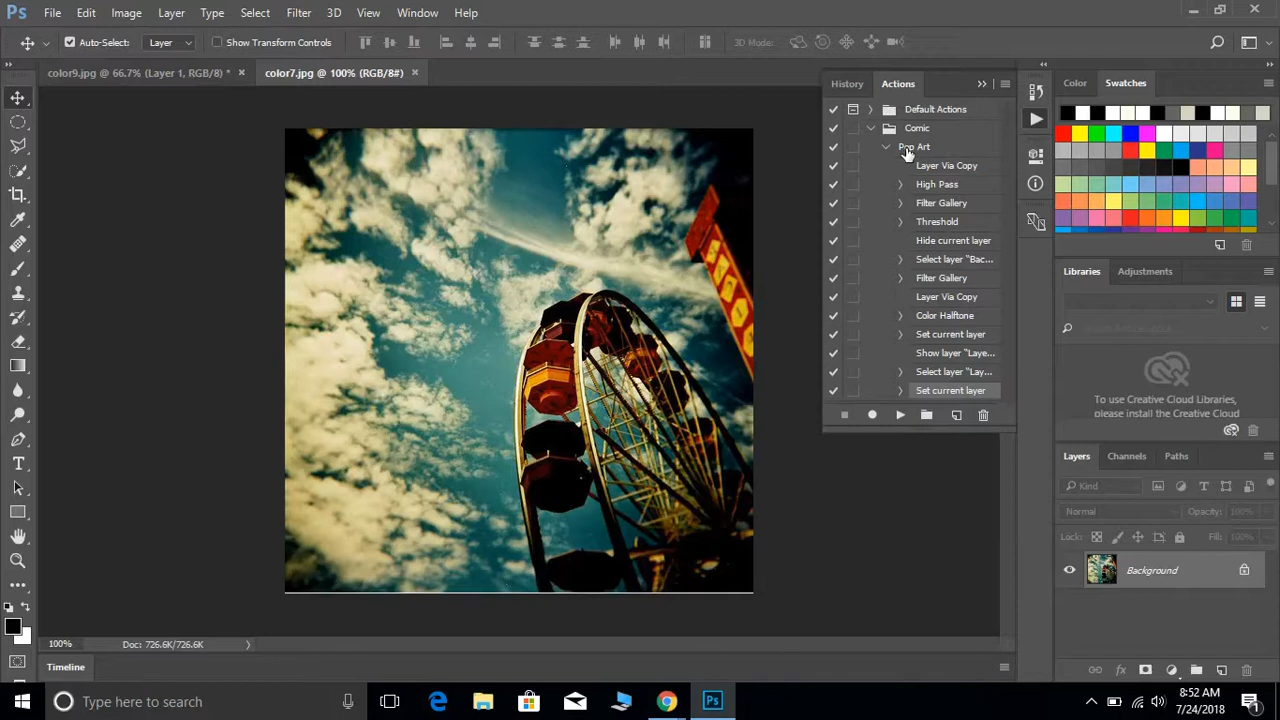 Ps File Edit Image Layer Type Select Filter 3D View Window Help
Auto-Select: Layer Show Transform Controls 3D Mode:
color9.jpg @ 66.7% (Layer 1, RGB/8) * × color7.jpg @ 100% (RGB/8#) ×
History Actions
Default Actions
Comic
Pop Art
Layer Via Copy
High Pass
Filter Gallery
Threshold
Hide current layer
Select layer "Bac...
Filter Gallery
Layer Via Copy
Color Halftone
Set current layer
Show layer "Laye...
Select layer "Lay...
Set current layer
Color Swatches
Libraries Adjustments
To use Creative Cloud Libraries,
please install the Creative Cloud
Layers Channels Paths
Kind
Normal Opacity: 100%
Lock: Fill: 100%
Background
100% Doc: 726.6K/726.6K
Timeline
Type here to search
Ps
8:52 AM
7/24/2018